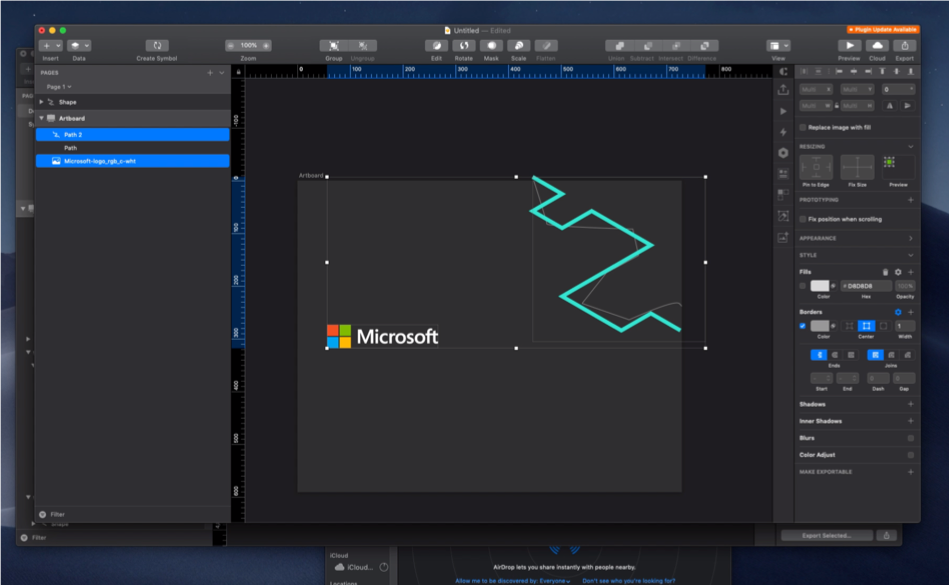 Untitled — Edited
Plugin Update Available
100%
Insert
Data
Create Symbol
Zoom
Group
Ungroup
Edit
Rotate
Mask
Scale
Flatten
Union
Subtract
Intersect
Difference
View
Preview
Cloud
Export
PAGES
Page 1
Shape
Artboard
Path 2
Path
Microsoft-logo_rgb_c-wht
Filter
0
100
200
300
400
500
600
700
800
-100
0
100
200
300
400
500
600
Artboard
Microsoft
Multi X
Multi Y
0
Multi W
Multi H
Replace image with fill
RESIZING
Pin to Edge
Fix Size
Preview
PROTOTYPING
Fix position when scrolling
APPEARANCE
STYLE
Fills
# D8D8D8
100%
Color
Hex
Opacity
Borders
1
Color
Center
Width
Ends
Joins
Start
End
Dash
Gap
Shadows
Inner Shadows
Blurs
Color Adjust
MAKE EXPORTABLE
Filter
Export Selected...
iCloud
iCloud...
Locations
AirDrop lets you share instantly with people nearby.
Allow me to be discovered by: Everyone
Don't see who you're looking for?